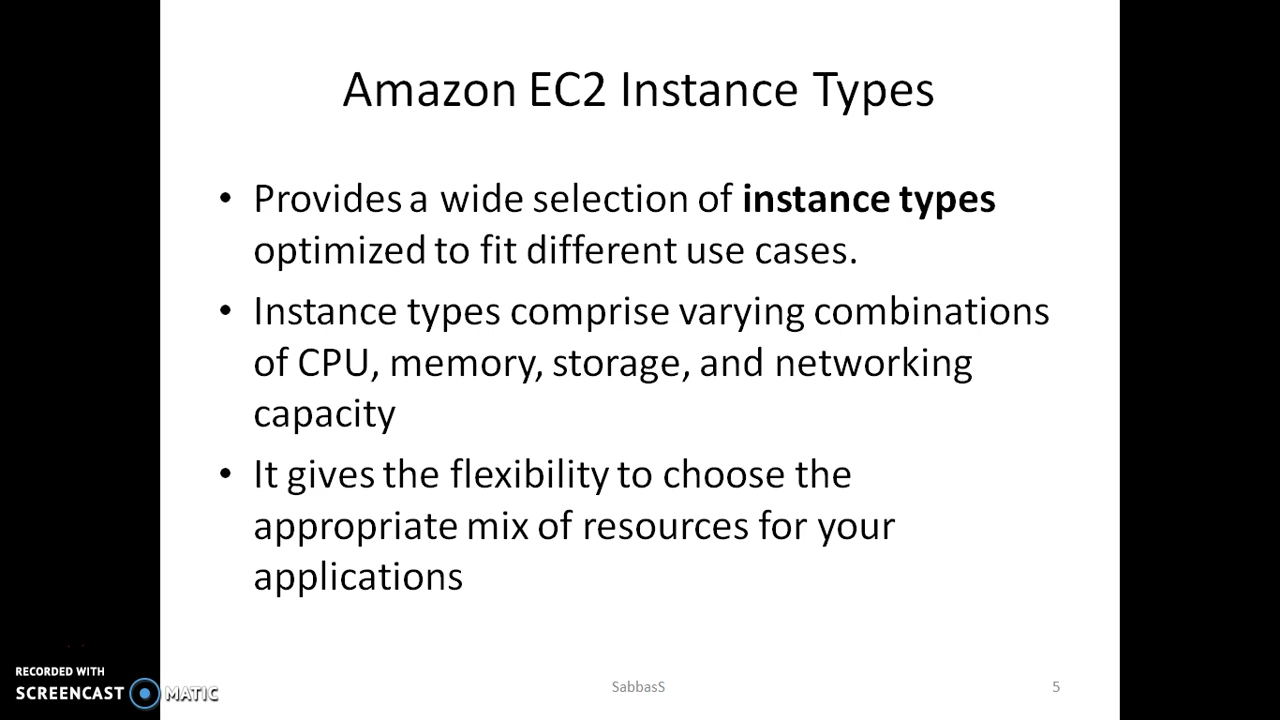 Amazon EC2 Instance Types
• Provides a wide selection of instance types
optimized to fit different use cases.
• Instance types comprise varying combinations
of CPU, memory, storage, and networking
capacity
• It gives the flexibility to choose the
appropriate mix of resources for your
applications
RECORDED WITH
SCREENCAST MATIC
SabbasS
5